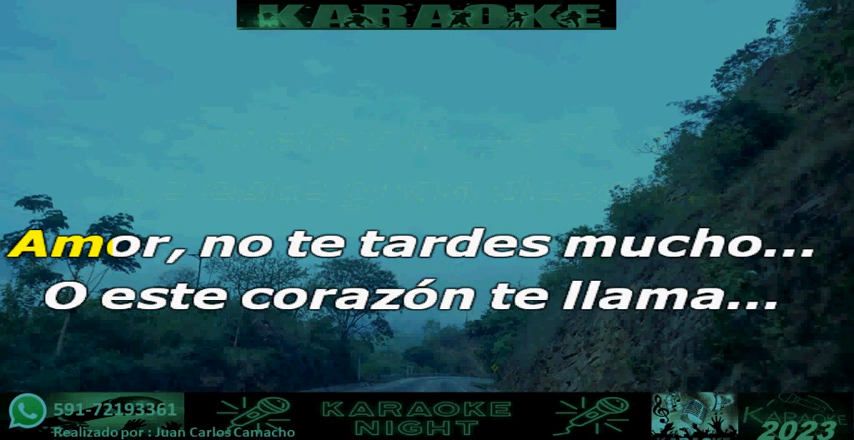 KARAOKE
Amor, no te tardes mucho...
O este corazón te llama...
591-72193361
Realizado por : Juan Carlos Camacho
KARAOKE
NIGHT
KARAOKE
KARAOKE
2023